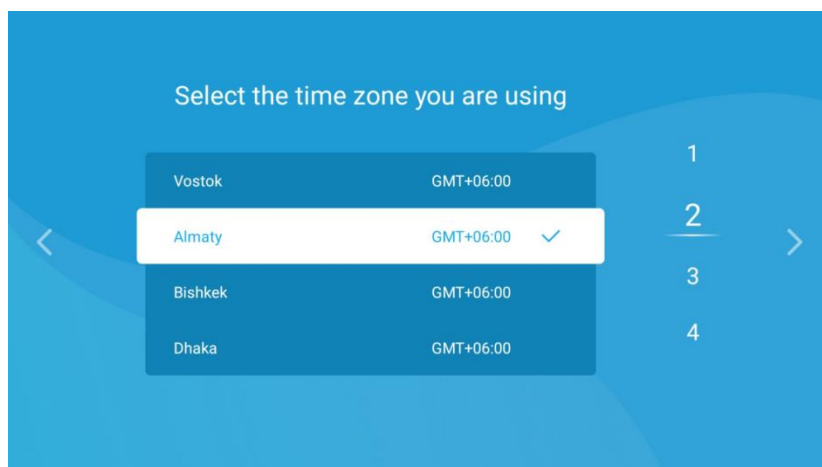 Select the time zone you are using
Vostok GMT+06:00
Almaty GMT+06:00
Bishkek GMT+06:00
Dhaka GMT+06:00
1
2
3
4